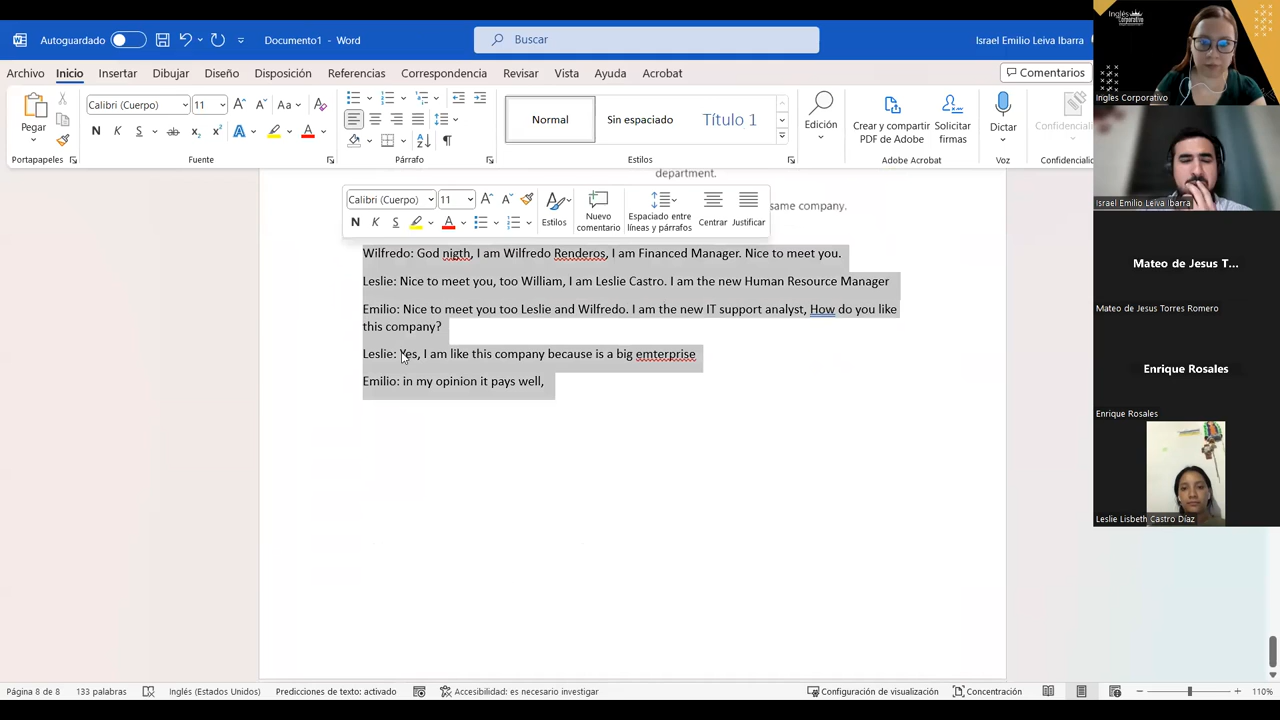 Autoguardado
Documento1 - Word
Buscar
Israel Emilio Leiva Ibarra
Archivo Inicio Insertar Dibujar Diseño Disposición Referencias Correspondencia Revisar Vista Ayuda Acrobat
Comentarios
Pegar
Calibri (Cuerpo) 11
Normal
Sin espaciado
Título 1
Edición
Crear y compartir PDF de Adobe
Solicitar firmas
Dictar
Confidencial
Portapapeles
Fuente
Párrafo
Estilos
Adobe Acrobat
Voz
Confidencialic
department.
same company.
Calibri (Cuerpo) 11
N K S
Estilos
Nuevo comentario
Espaciado entre líneas y párrafos
Centrar
Justificar
Wilfredo: God nigth, I am Wilfredo Renderos, I am Financed Manager. Nice to meet you.
Leslie: Nice to meet you, too William, I am Leslie Castro. I am the new Human Resource Manager
Emilio: Nice to meet you too Leslie and Wilfredo. I am the new IT support analyst, How do you like
this company?
Leslie: Yes, I am like this company because is a big emterprise
Emilio: in my opinion it pays well,
Página 8 de 8
133 palabras
Inglés (Estados Unidos)
Predicciones de texto: activado
Accesibilidad: es necesario investigar
Configuración de visualización
Concentración
110%
Inglés
Corporativo
Ingles Corporativo
Israel Emilio Leiva Ibarra
Mateo de Jesus T...
Mateo de Jesus Torres Romero
Enrique Rosales
Enrique Rosales
Leslie Lisbeth Castro Díaz